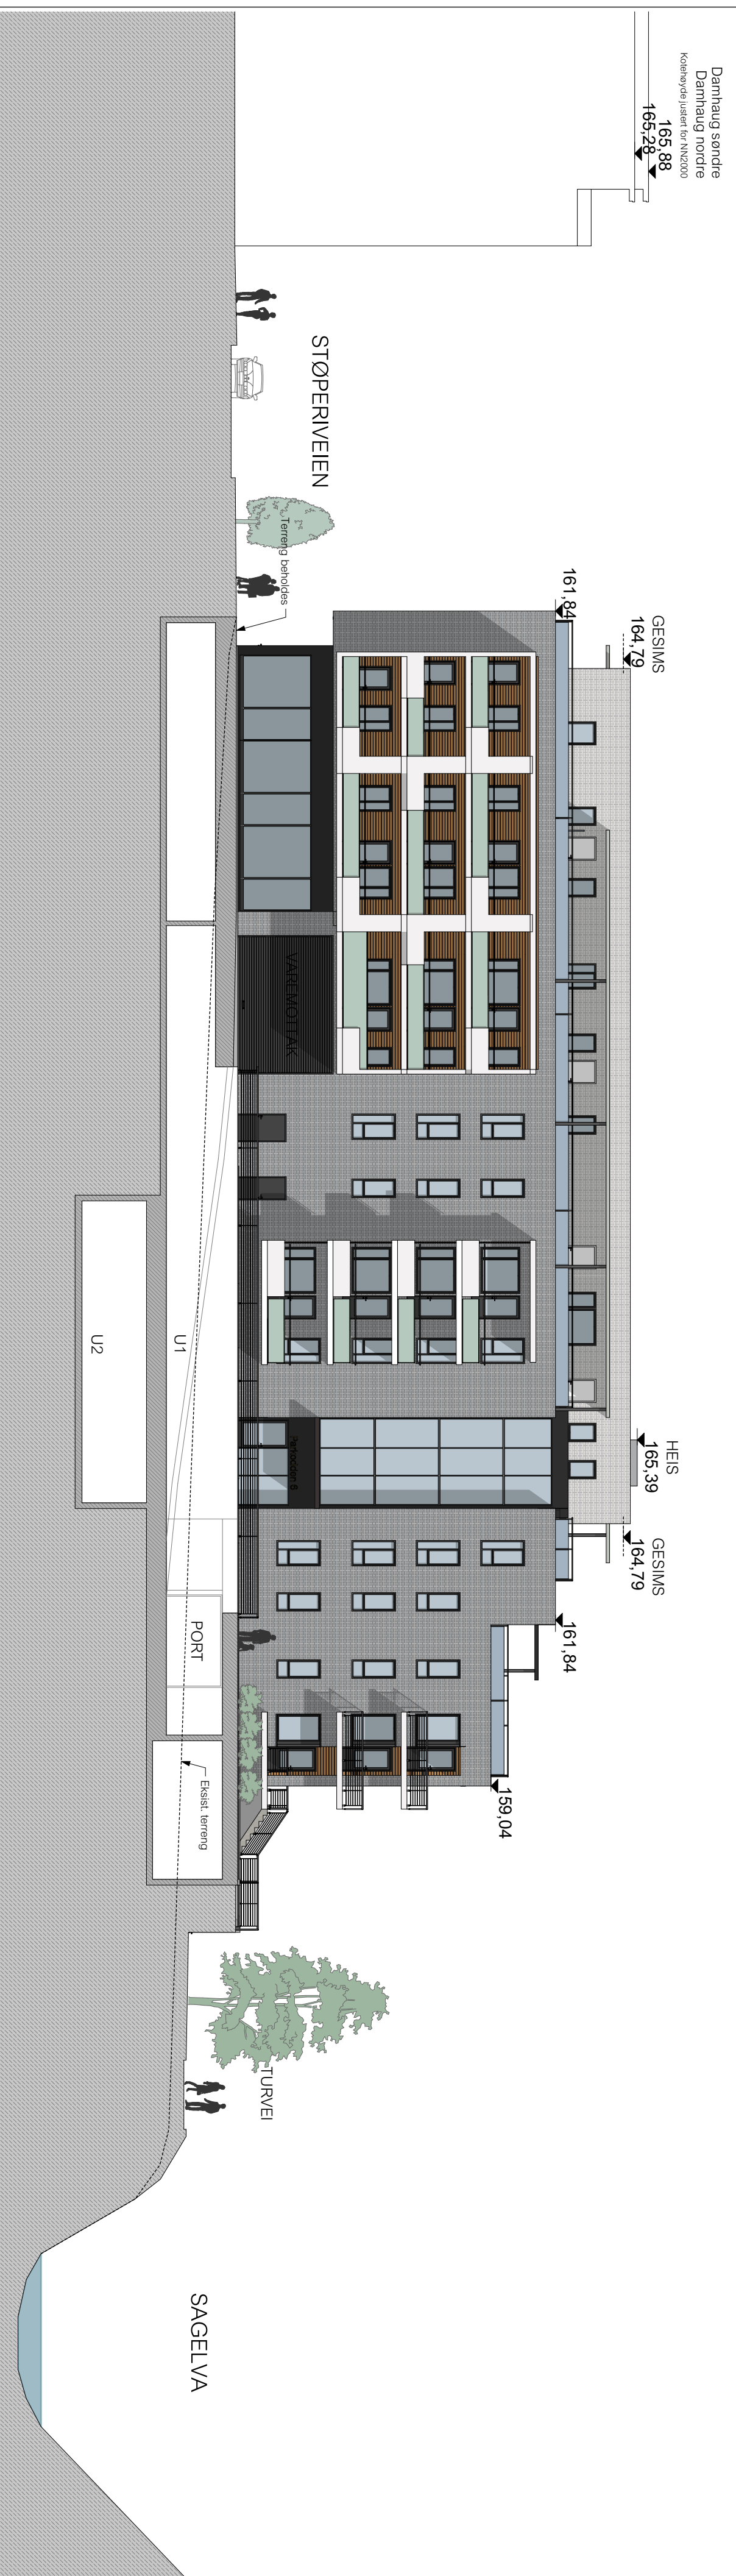 Damhaug søndre
Damhaug nordre
Kotehøyde justert for NN2000
165,88
165,28
STØPERIVEIEN
Terreng beholdes
161,84
GESIMS
164,79
VAREMOTTAK
HEIS
165,39
GESIMS
164,79
161,84
159,04
U1
U2
PORT
Eksist. terreng
TURVEI
SAGELVA